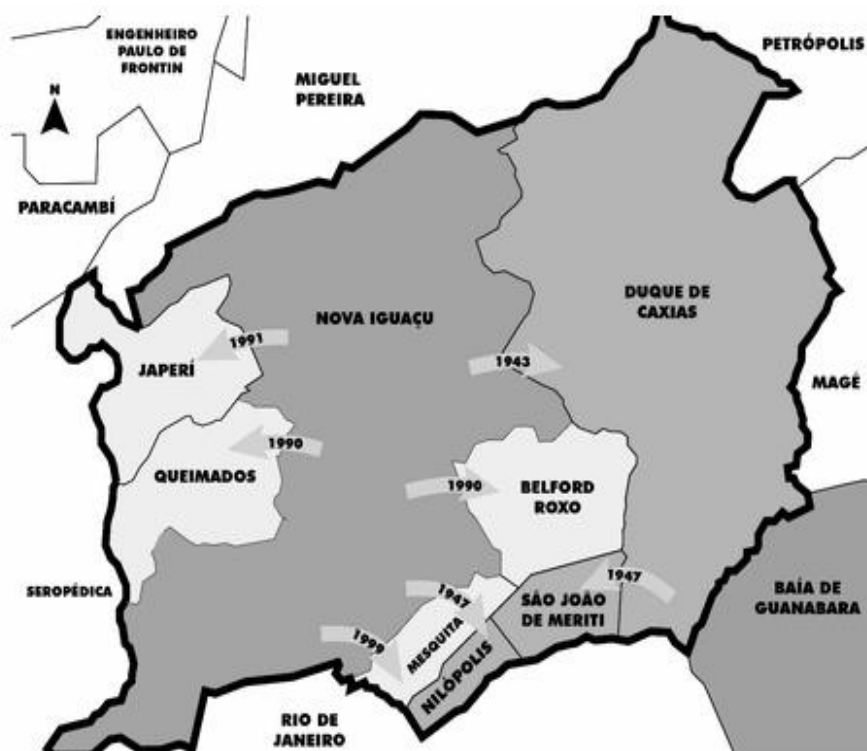 ENGENHEIRO
PAULO DE
FRONTIN
PETRÓPOLIS
MIGUEL
PEREIRA
N
PARACAMBÍ
DUQUE DE
CAXIAS
NOVA IGUAÇU
1991
JAPERÍ
1943
MAGÉ
1990
QUEIMADOS
1990
BELFORD
ROXO
SEROPÉDICA
1947
BAÍA DE
GUANABARA
1947
SÃO JOÃO
DE MERITI
1999
MESQUITA
NILÓPOLIS
RIO DE
JANEIRO